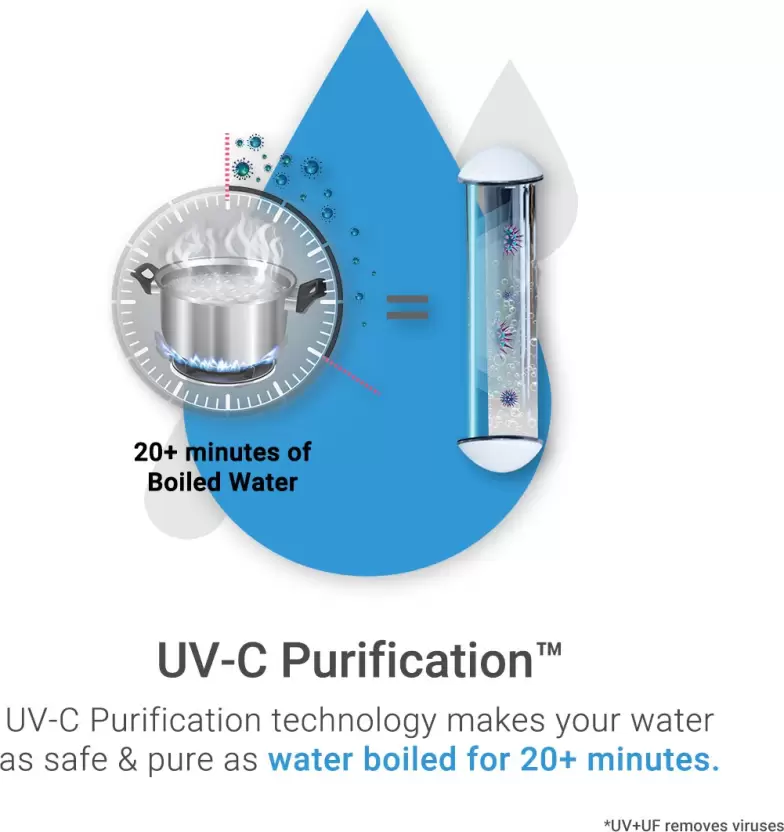 =
20+ minutes of
Boiled Water
UV-C Purification™
UV-C Purification technology makes your water
as safe & pure as water boiled for 20+ minutes.
*UV+UF removes viruses